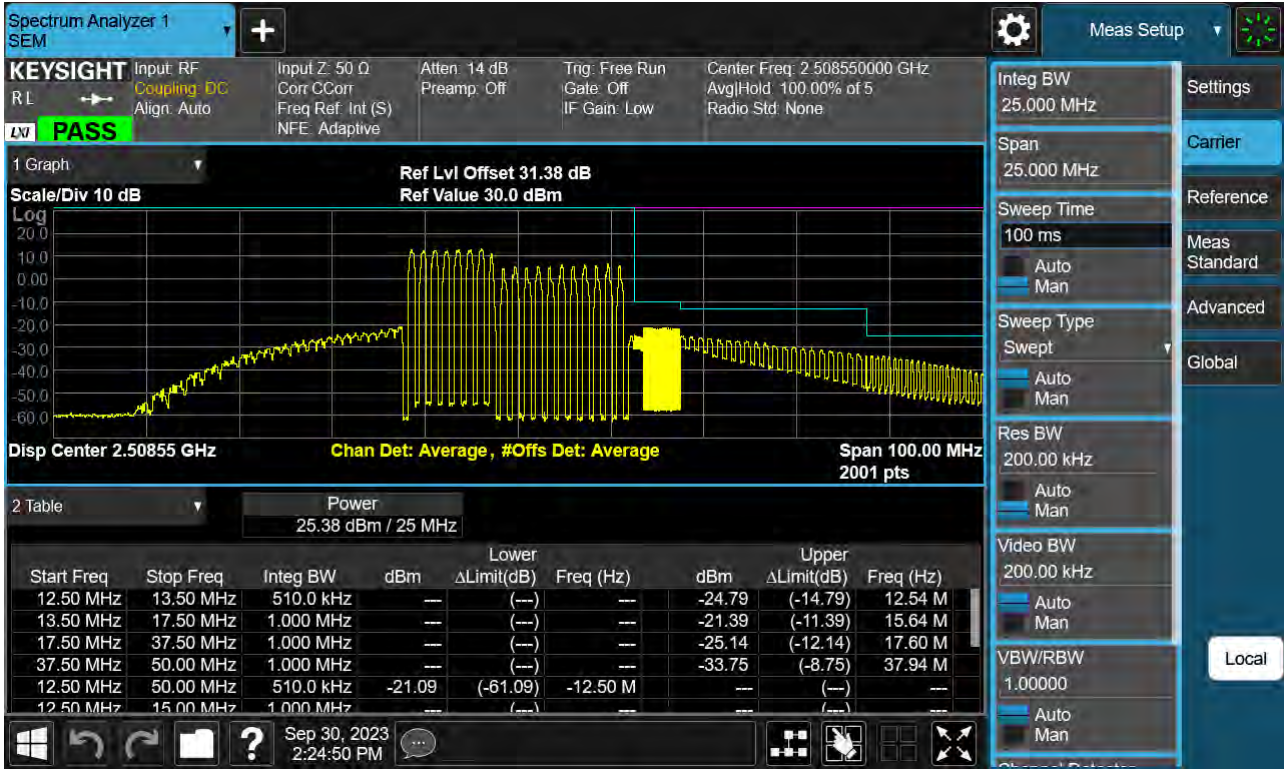 Spectrum Analyzer 1
SEM
Meas Setup
KEYSIGHT
RL
LXI
PASS
Input: RF
Coupling: DC
Align: Auto
Input Z: 50 Ω
Corr CCorr
Freq Ref: Int (S)
NFE: Adaptive
Atten: 14 dB
Preamp: Off
Trig: Free Run
Gate: Off
IF Gain: Low
Center Freq: 2.508550000 GHz
Avg|Hold: 100.00% of 5
Radio Std: None
1 Graph
Scale/Div 10 dB
Ref Lvl Offset 31.38 dB
Ref Value 30.0 dBm
Log
20.0
10.0
0.00
-10.0
-20.0
-30.0
-40.0
-50.0
-60.0
Disp Center 2.50855 GHz
Chan Det: Average, #Offs Det: Average
Span 100.00 MHz
2001 pts
2 Table
Power
25.38 dBm / 25 MHz
Lower Upper
Start Freq Stop Freq Integ BW dBm ΔLimit(dB) Freq (Hz) dBm ΔLimit(dB) Freq (Hz)
12.50 MHz 13.50 MHz 510.0 kHz --- (---) --- -24.79 (-14.79) 12.54 M
13.50 MHz 17.50 MHz 1.000 MHz --- (---) --- -21.39 (-11.39) 15.64 M
17.50 MHz 37.50 MHz 1.000 MHz --- (---) --- -25.14 (-12.14) 17.60 M
37.50 MHz 50.00 MHz 1.000 MHz --- (---) --- -33.75 (-8.75) 37.94 M
12.50 MHz 50.00 MHz 510.0 kHz -21.09 (-61.09) -12.50 M --- (---) ---
12.50 MHz 15.00 MHz 1.000 MHz --- (---) --- --- (---) ---
Sep 30, 2023
2:24:50 PM
Integ BW
25.000 MHz
Span
25.000 MHz
Sweep Time
100 ms
Auto
Man
Sweep Type
Swept
Auto
Man
Res BW
200.00 kHz
Auto
Man
Video BW
200.00 kHz
Auto
Man
VBW/RBW
1.00000
Auto
Man
Channel Detector
Settings
Carrier
Reference
Meas
Standard
Advanced
Global
Local